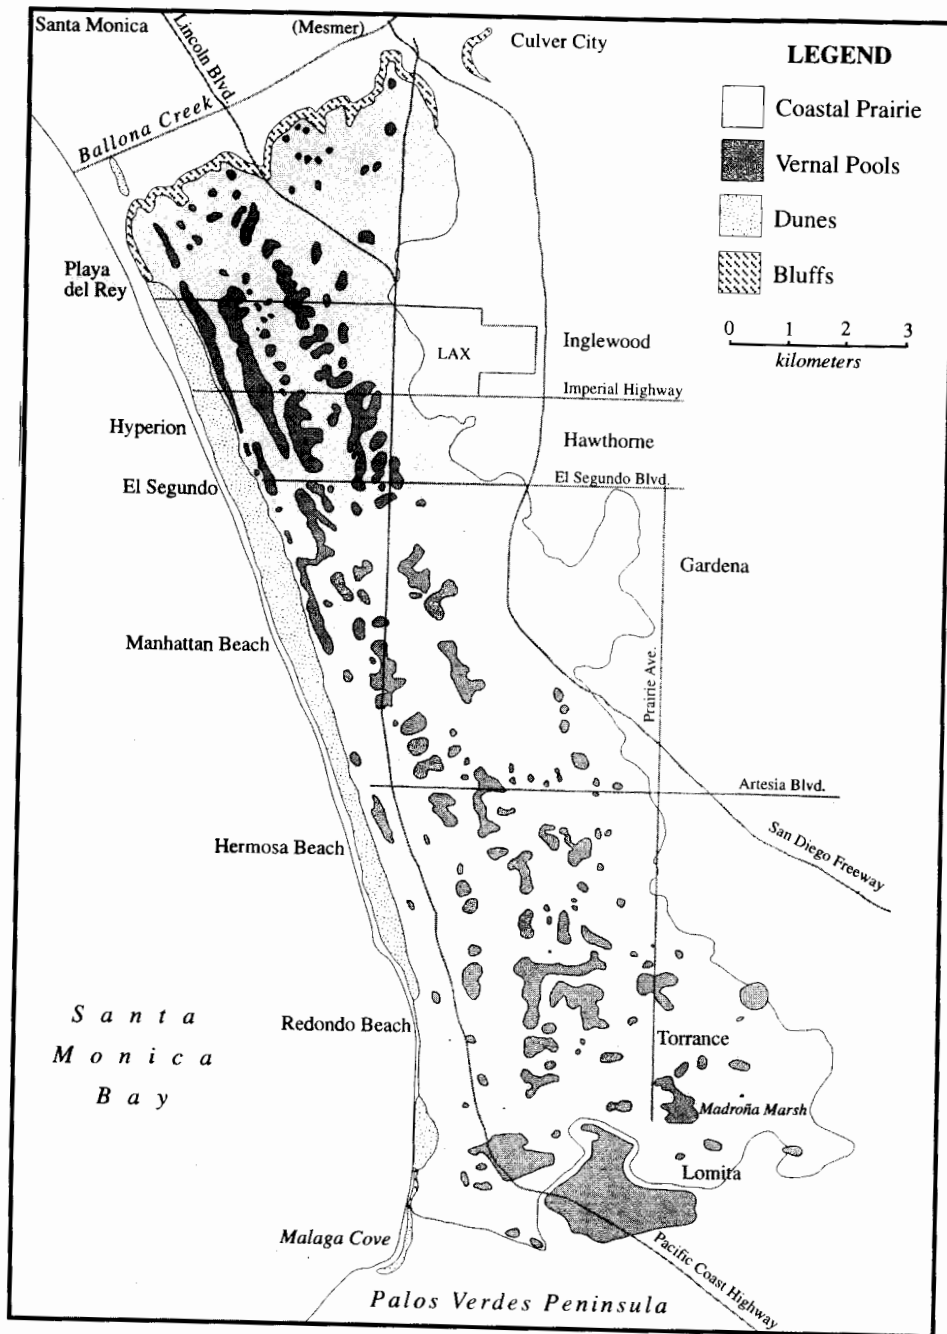 Santa Monica
Lincoln Blvd.
(Mesmer)
Culver City
Ballona Creek
LEGEND
Coastal Prairie
Vernal Pools
Dunes
Bluffs
0 1 2 3
kilometers
Playa
del Rey
LAX
Inglewood
Imperial Highway
Hyperion
Hawthorne
El Segundo
El Segundo Blvd.
Gardena
Manhattan Beach
Prairie Ave.
Artesia Blvd.
Hermosa Beach
San Diego Freeway
Santa
Monica
Bay
Redondo Beach
Torrance
Madroña Marsh
Lomita
Malaga Cove
Pacific Coast Highway
Palos Verdes Peninsula